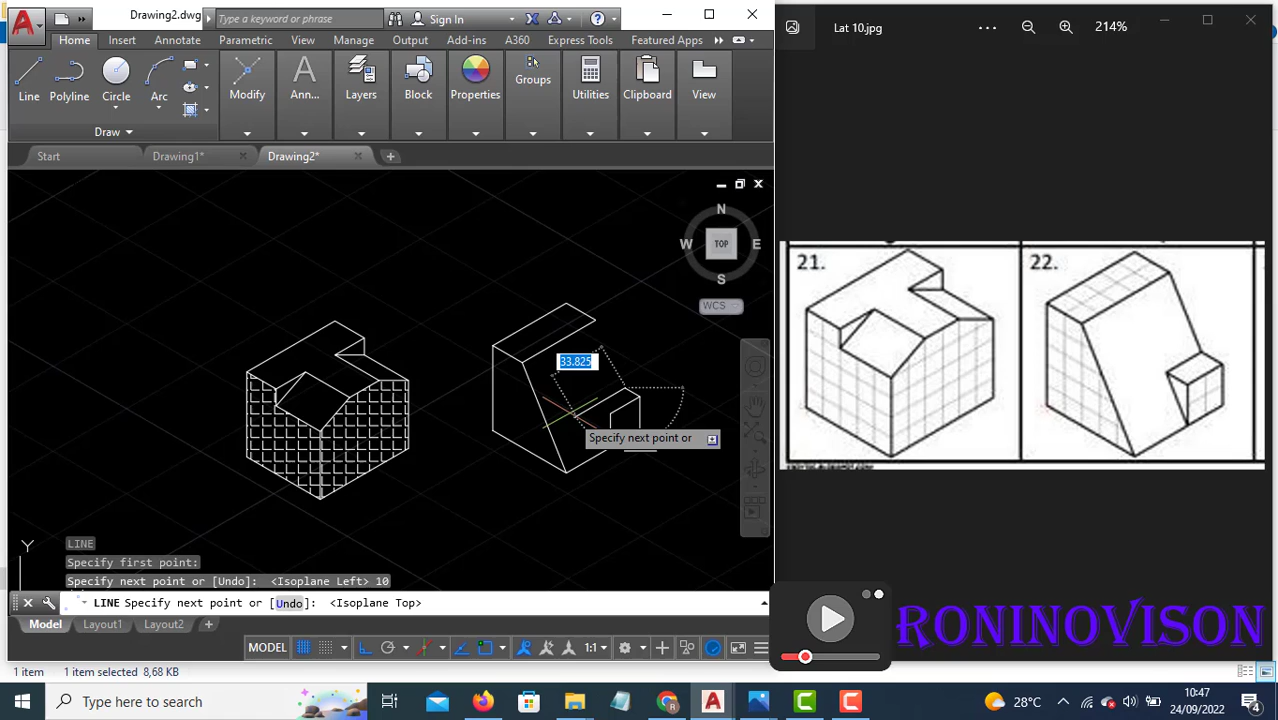 Drawing2.dwg
Type a keyword or phrase
Sign In
Lat 10.jpg
214%
Home Insert Annotate Parametric View Manage Output Add-ins A360 Express Tools Featured Apps
Line Polyline Circle Arc Modify Ann... Layers Block Properties Groups Utilities Clipboard View
Draw
Start Drawing1* Drawing2*
N
W TOP E
S
WCS
21. 22.
33.825
Specify next point or
Y
LINE
Specify first point:
Specify next point or [Undo]: <Isoplane Left> 10
LINE Specify next point or [Undo]: <Isoplane Top>
Model Layout1 Layout2
MODEL 1:1
RONINOVISON
1 item 1 item selected 8,68 KB
Type here to search
28°C
10:47
24/09/2022
4